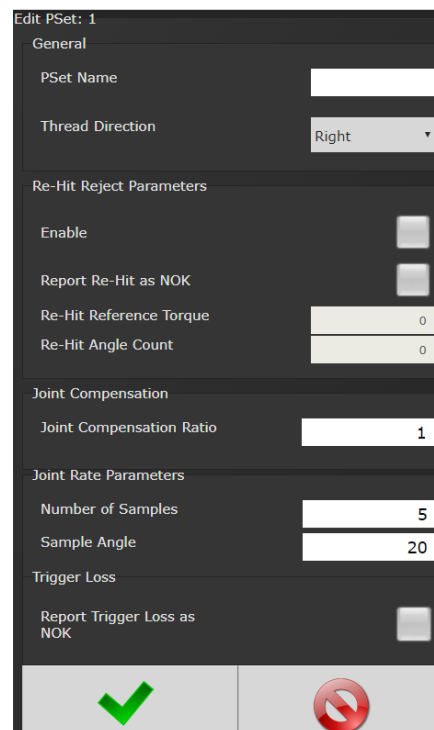 Edit PSet: 1
General
PSet Name
Thread Direction
Right
Re-Hit Reject Parameters
Enable
Report Re-Hit as NOK
Re-Hit Reference Torque
0
Re-Hit Angle Count
0
Joint Compensation
Joint Compensation Ratio
1
Joint Rate Parameters
Number of Samples
5
Sample Angle
20
Trigger Loss
Report Trigger Loss as
NOK